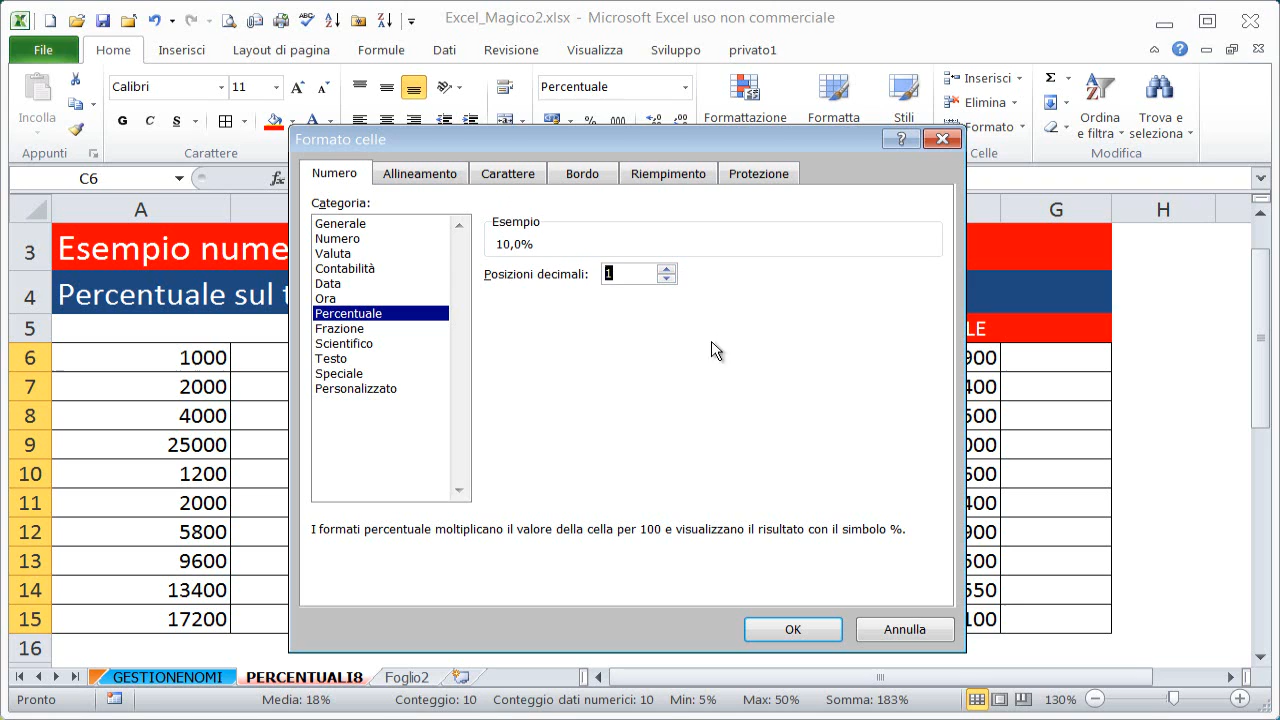 Excel_Magico2.xlsx - Microsoft Excel uso non commerciale
File Home Inserisci Layout di pagina Formule Dati Revisione Visualizza Sviluppo privato1
Incolla
Calibri 11
G C S
Percentuale
%
Formattazione Formata Stili
Inserisci
Elimina
Formato
Σ
Ordina e filtra
Trova e seleziona
Appunti Carattere Celle Modifica
C6 fx
Formato celle
Numero Allineamento Carattere Bordo Riempimento Protezione
Categoria:
Generale
Numero
Valuta
Contabilità
Data
Ora
Percentuale
Frazione
Scientifico
Testo
Speciale
Personalizzato
Esempio
10,0%
Posizioni decimali: 1
I formati percentuale moltiplicano il valore della cella per 100 e visualizzano il risultato con il simbolo %.
OK Annulla
A G H
3 Esempio nume
4 Percentuale sul t
5 LE
6 1000 900
7 2000 400
8 4000 500
9 25000 000
10 1200 600
11 2000 400
12 5800 900
13 9600 500
14 13400 550
15 17200 100
16
GESTIONENOMI PERCENTUALI8 Foglio2
Pronto Media: 18% Conteggio: 10 Conteggio dati numerici: 10 Min: 5% Max: 50% Somma: 183% 130%